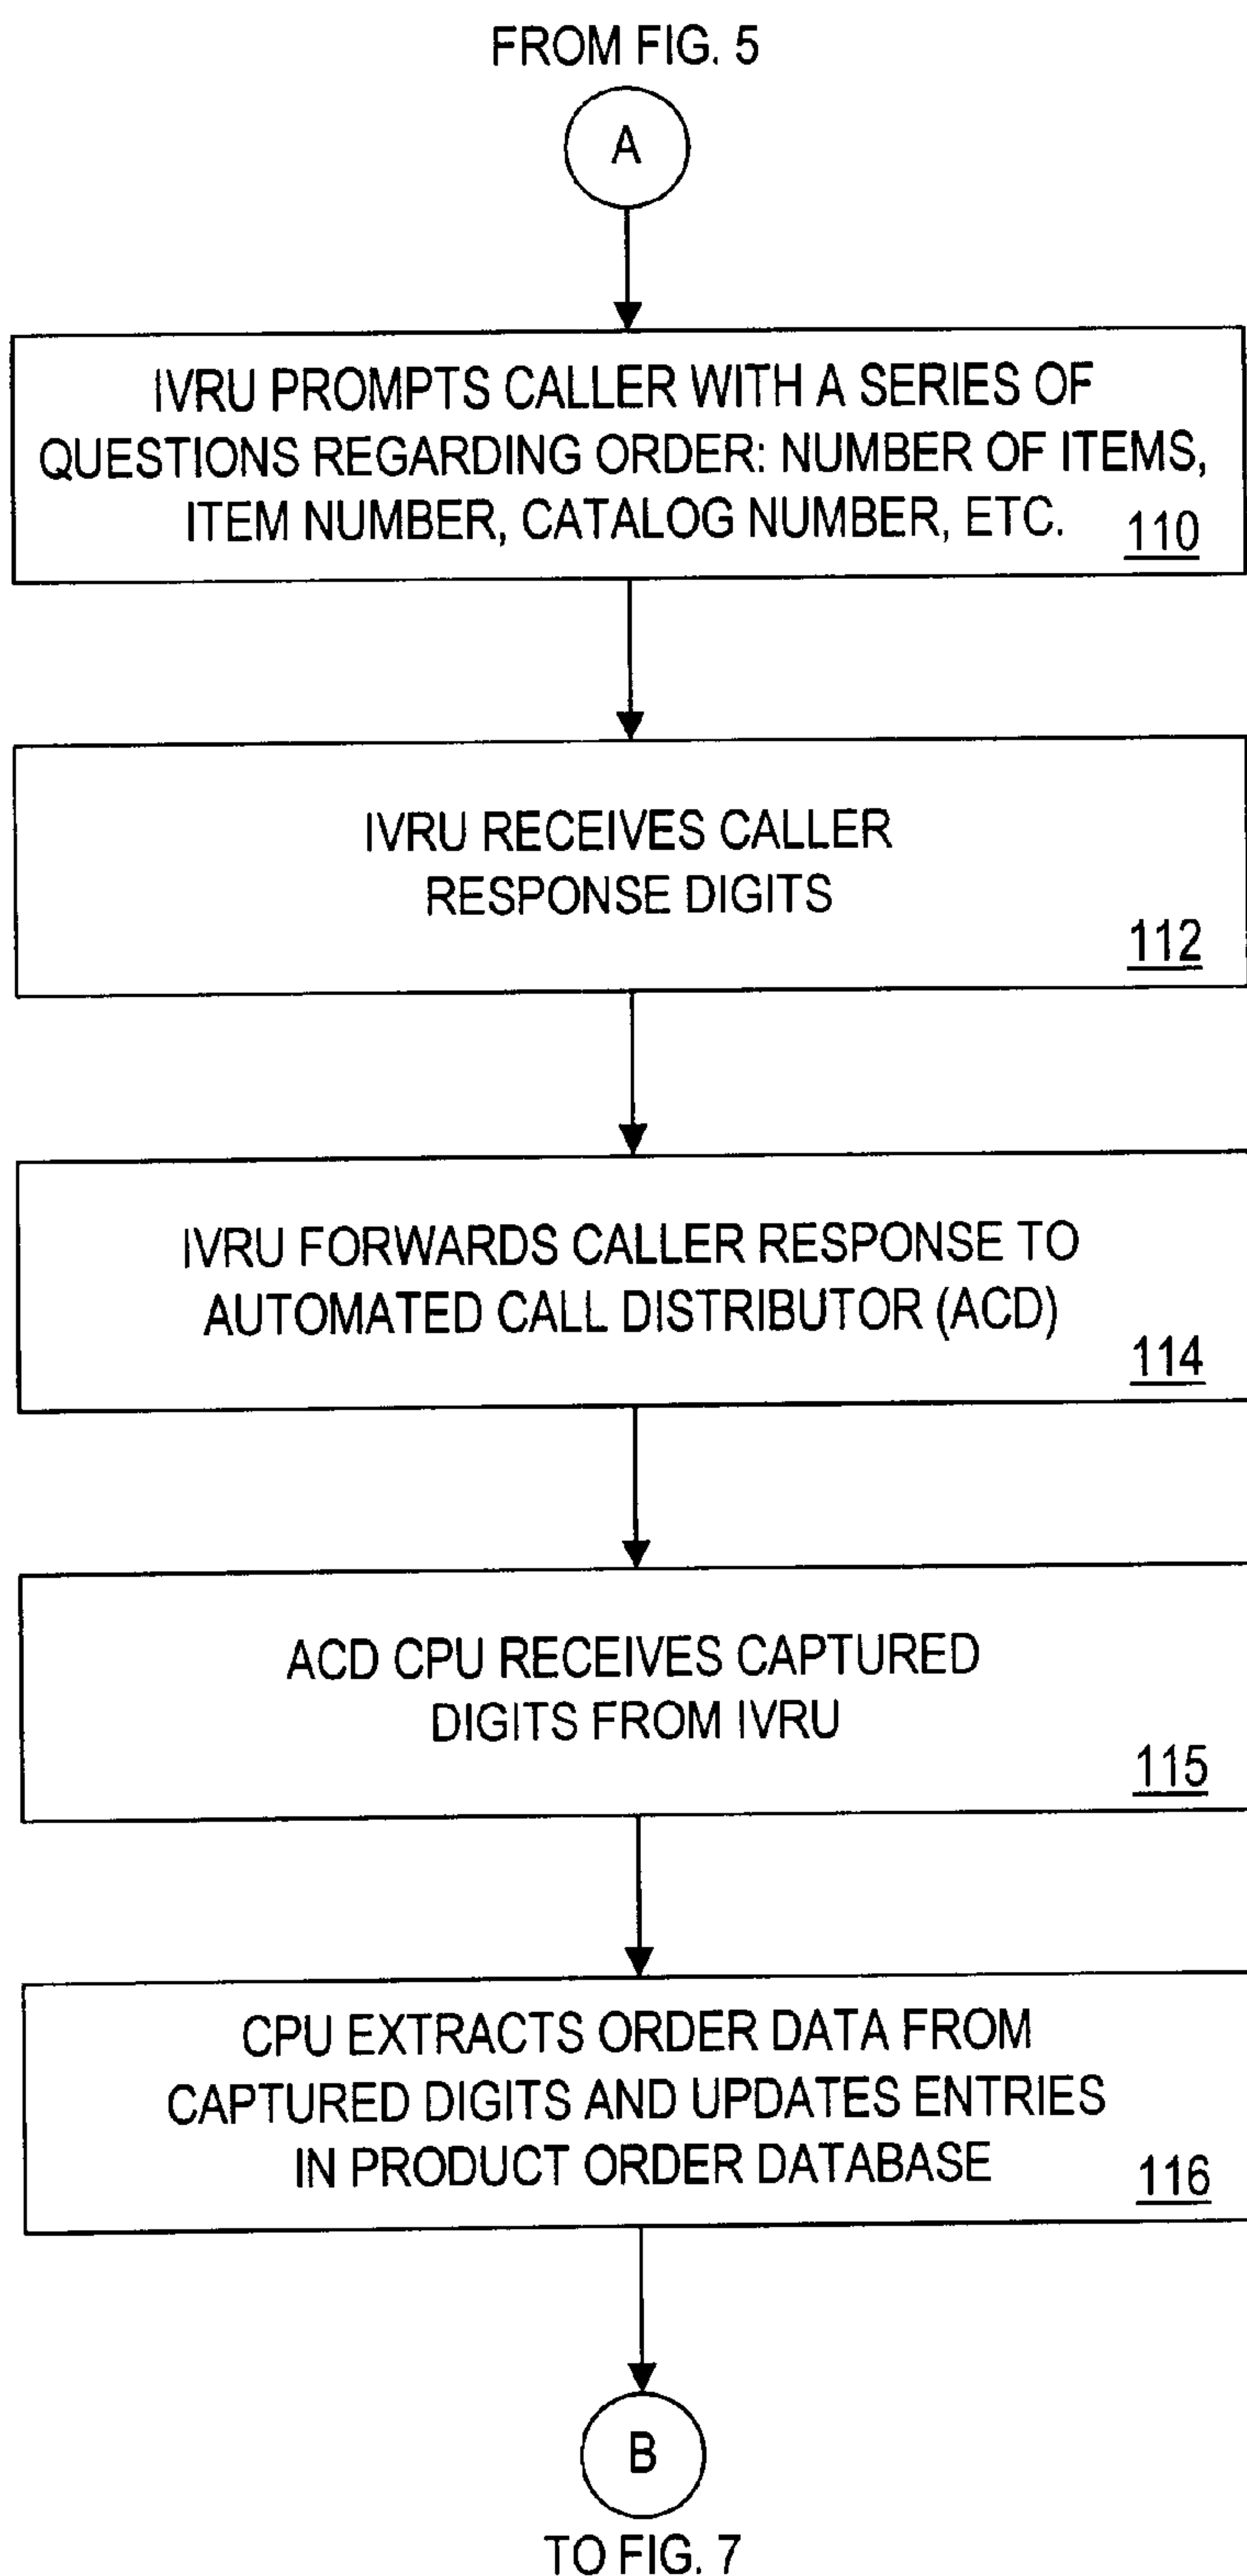 FROM FIG. 5
A
IVRU PROMPTS CALLER WITH A SERIES OF
QUESTIONS REGARDING ORDER: NUMBER OF ITEMS,
ITEM NUMBER, CATALOG NUMBER, ETC.
110
IVRU RECEIVES CALLER
RESPONSE DIGITS
112
IVRU FORWARDS CALLER RESPONSE TO
AUTOMATED CALL DISTRIBUTOR (ACD)
114
ACD CPU RECEIVES CAPTURED
DIGITS FROM IVRU
115
CPU EXTRACTS ORDER DATA FROM
CAPTURED DIGITS AND UPDATES ENTRIES
IN PRODUCT ORDER DATABASE
116
B
TO FIG. 7